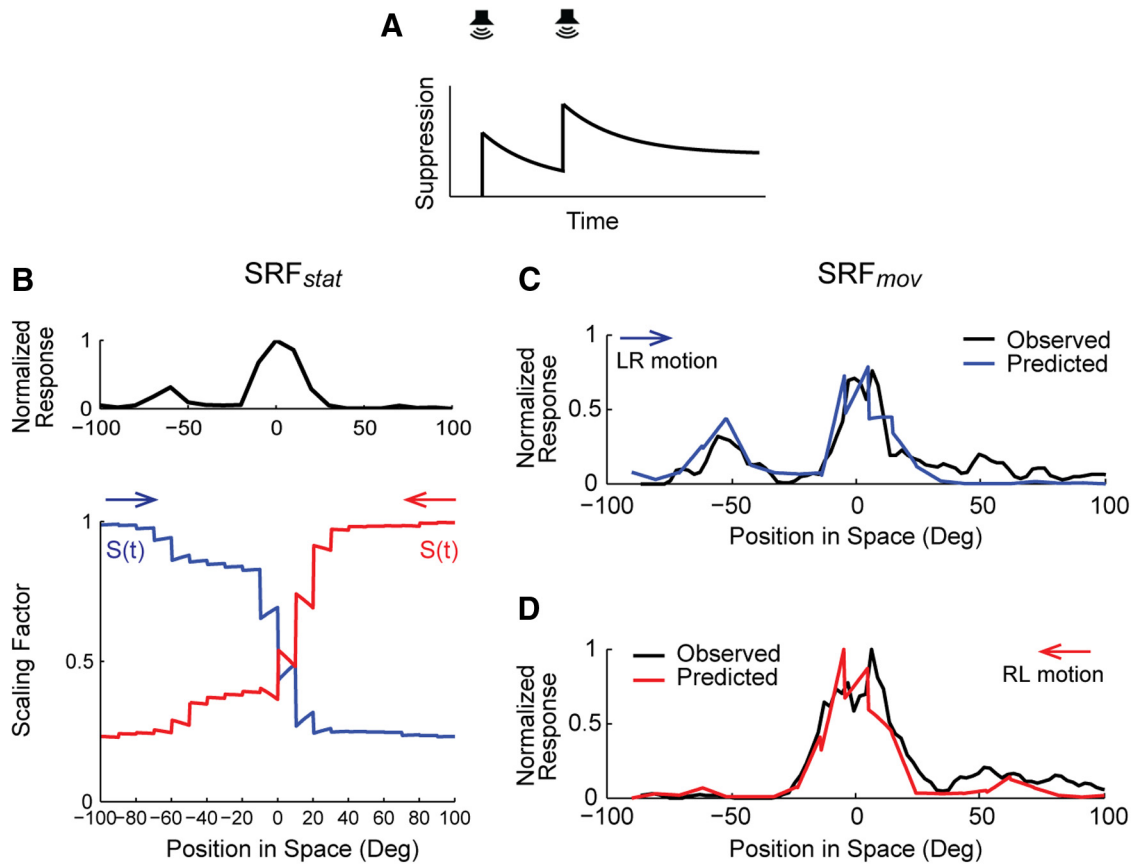 A
Suppression
Time
B
SRFstat
Normalized
Response
1
0
−100
−50
0
50
100
S(t)
S(t)
Scaling Factor
1
0.5
0
−100
−80
−60
−40
−20
0
20
40
60
80
100
Position in Space (Deg)
C
SRFmov
Normalized
Response
1
0.5
0
LR motion
Observed
Predicted
−100
−50
0
50
100
Position in Space (Deg)
D
Normalized
Response
1
0.5
0
Observed
Predicted
RL motion
−100
−50
0
50
100
Position in Space (Deg)